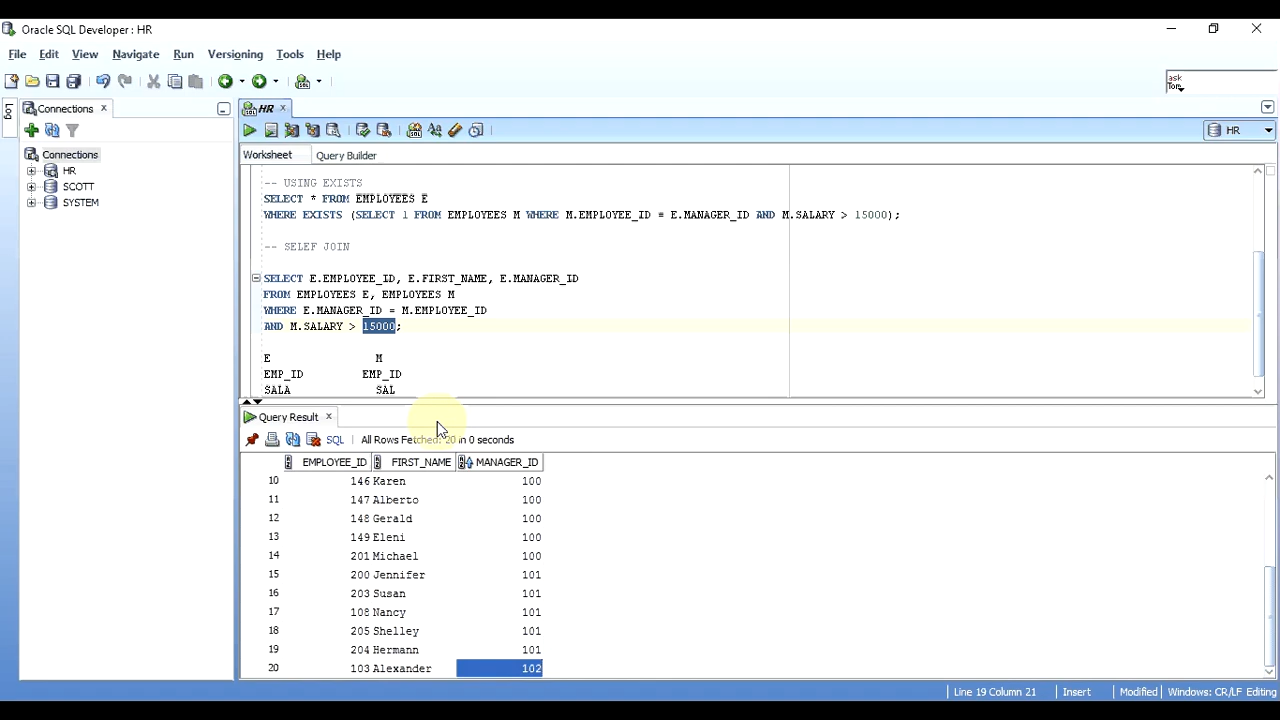 Oracle SQL Developer : HR
File Edit View Navigate Run Versioning Tools Help
ask
Tom
Log
Connections
HR
HR
Worksheet Query Builder
Connections
HR
SCOTT
SYSTEM
-- USING EXISTS
SELECT * FROM EMPLOYEES E
WHERE EXISTS (SELECT 1 FROM EMPLOYEES M WHERE M.EMPLOYEE_ID = E.MANAGER_ID AND M.SALARY > 15000);
-- SELEF JOIN
SELECT E.EMPLOYEE_ID, E.FIRST_NAME, E.MANAGER_ID
FROM EMPLOYEES E, EMPLOYEES M
WHERE E.MANAGER_ID = M.EMPLOYEE_ID
AND M.SALARY > 15000;
E M
EMP_ID EMP_ID
SALA SAL
Query Result
SQL | All Rows Fetched: 20 in 0 seconds
EMPLOYEE_ID FIRST_NAME MANAGER_ID
10 146 Karen 100
11 147 Alberto 100
12 148 Gerald 100
13 149 Eleni 100
14 201 Michael 100
15 200 Jennifer 101
16 203 Susan 101
17 108 Nancy 101
18 205 Shelley 101
19 204 Hermann 101
20 103 Alexander 102
Line 19 Column 21 Insert Modified Windows: CR/LF Editing